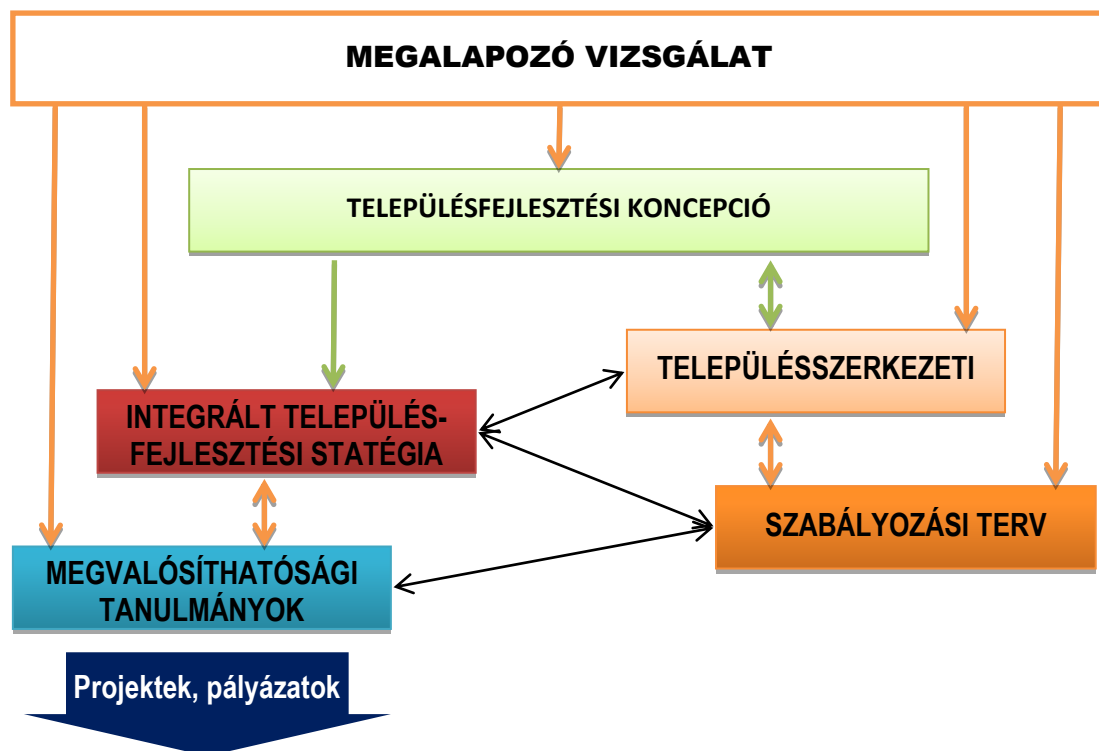 MEGALAPOZÓ VIZSGÁLAT
TELEPÜLÉSFEJLESZTÉSI KONCEPCIÓ
TELEPÜLÉSSZERKEZETI
INTEGRÁLT TELEPÜLÉS-
FEJLESZTÉSI STATÉGIA
SZABÁLYOZÁSI TERV
MEGVALÓSÍTHATÓSÁGI
TANULMÁNYOK
Projektek, pályázatok